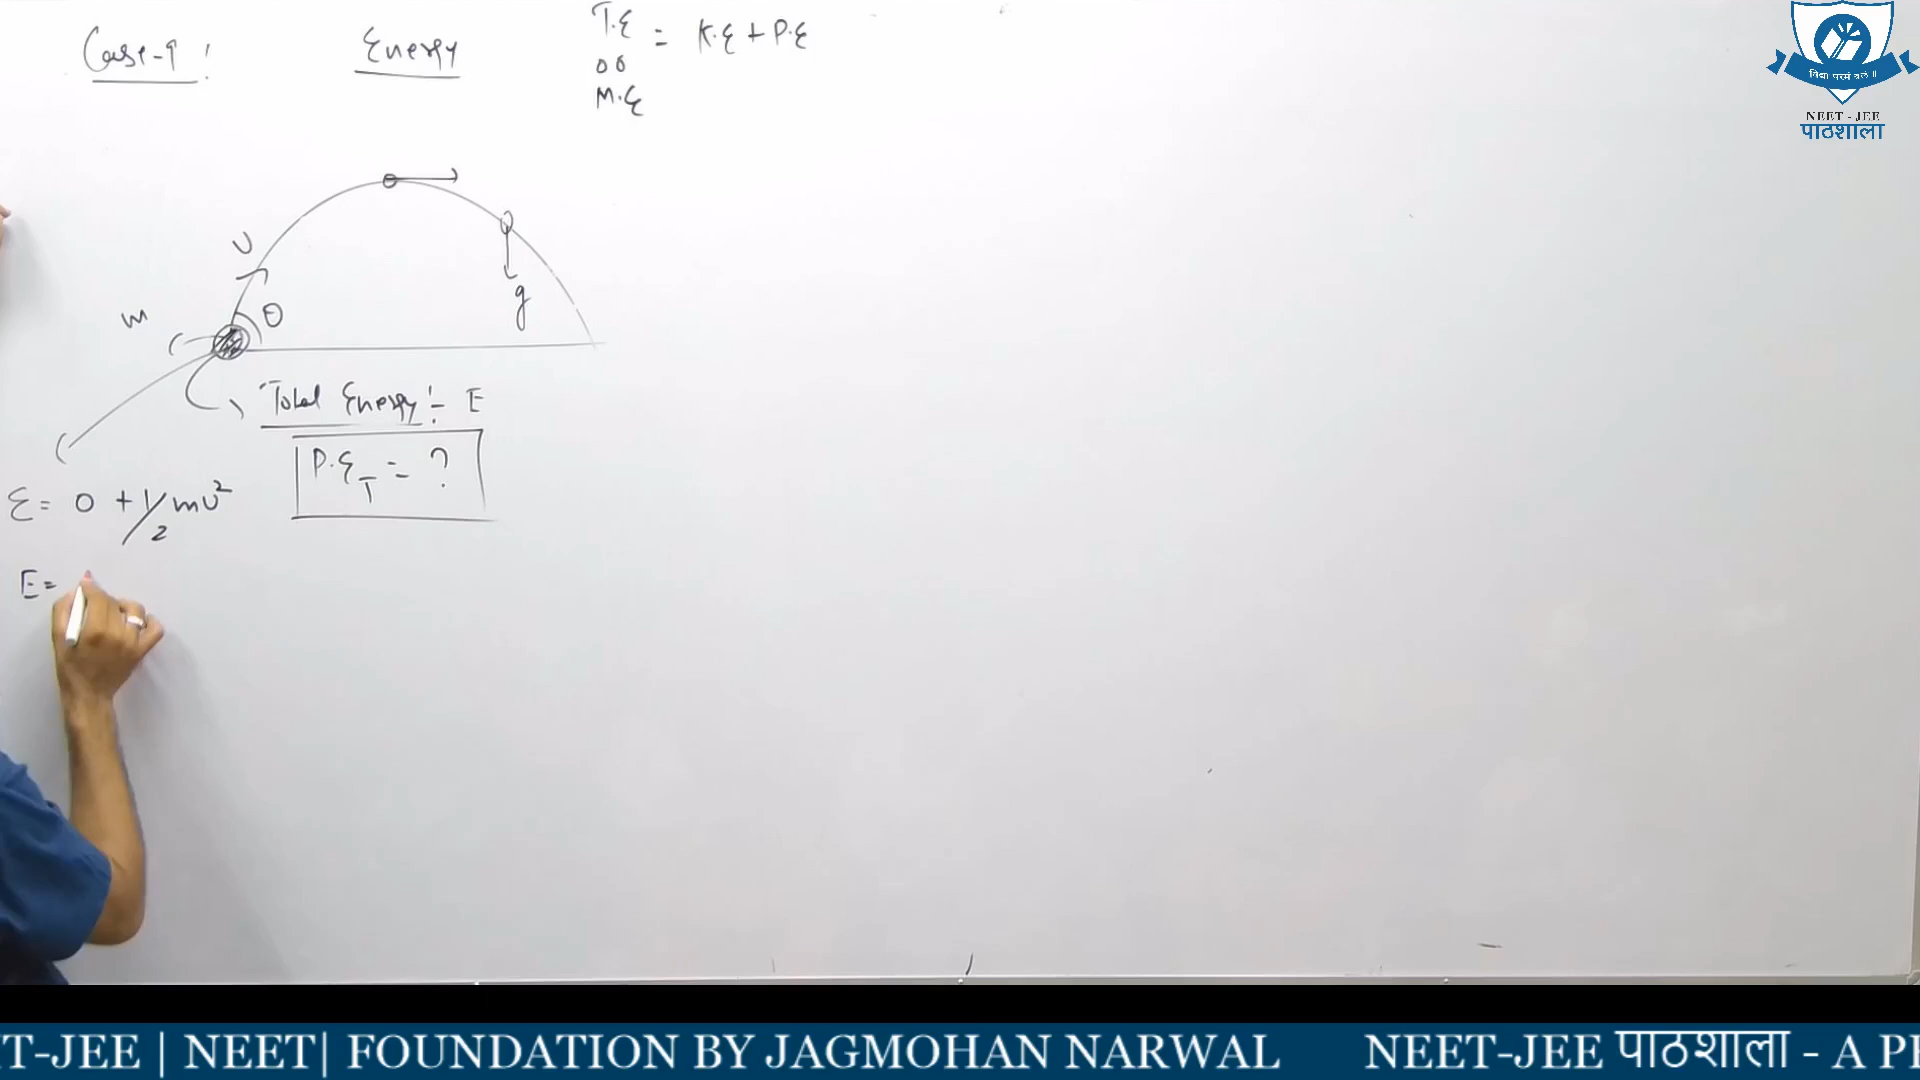 Case-9 :
Energy
T.E = K.E + P.E
or
M.E
U
θ
m
g
Total Energy :- E
P.E_T = ?
E = 0 + 1/2 mu²
E =
विद्या परमं बलं ॥
NEET - JEE
पाठशाला
T-JEE | NEET| FOUNDATION BY JAGMOHAN NARWAL NEET-JEE पाठशाला - A P